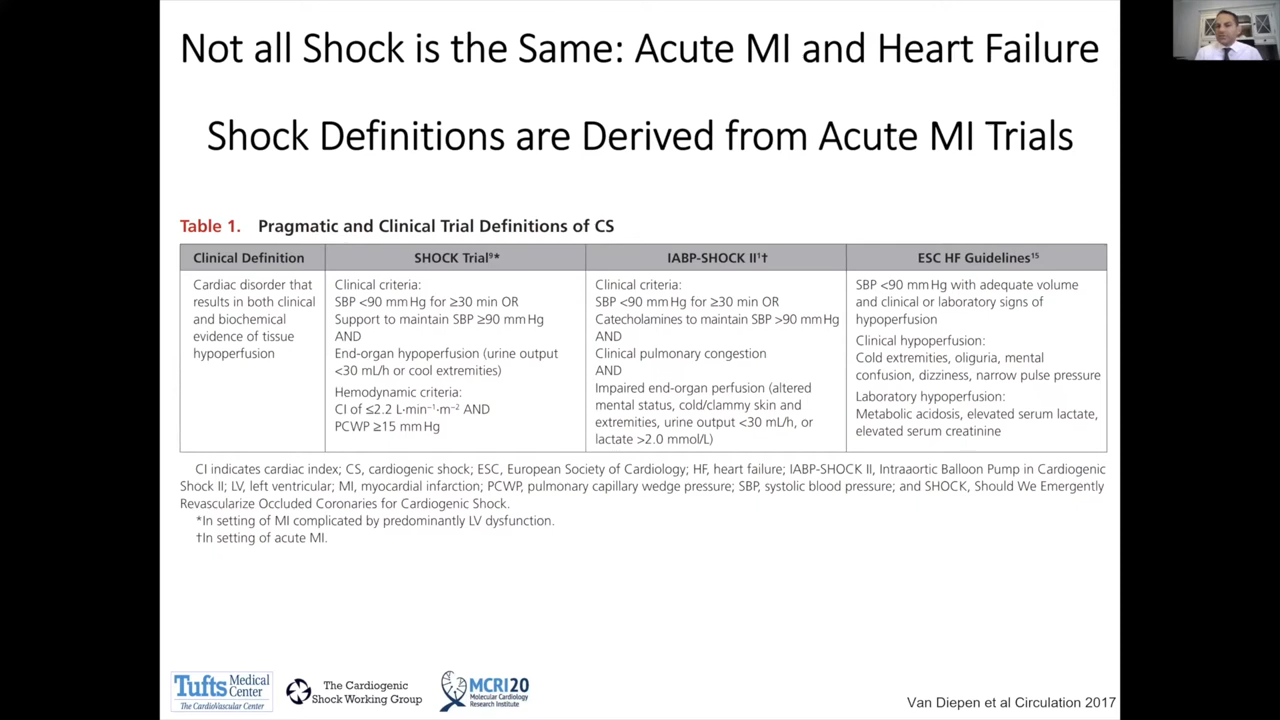 Not all Shock is the Same: Acute MI and Heart Failure
Shock Definitions are Derived from Acute MI Trials
Table 1. Pragmatic and Clinical Trial Definitions of CS
Clinical Definition
Cardiac disorder that
results in both clinical
and biochemical
evidence of tissue
hypoperfusion
SHOCK Trial⁹*
Clinical criteria:
SBP <90 mm Hg for ≥30 min OR
Support to maintain SBP ≥90 mm Hg
AND
End-organ hypoperfusion (urine output
<30 mL/h or cool extremities)
Hemodynamic criteria:
CI of ≤2.2 L·min⁻¹·m⁻² AND
PCWP ≥15 mm Hg
IABP-SHOCK II¹†
Clinical criteria:
SBP <90 mm Hg for ≥30 min OR
Catecholamines to maintain SBP >90 mm Hg
AND
Clinical pulmonary congestion
AND
Impaired end-organ perfusion (altered
mental status, cold/clammy skin and
extremities, urine output <30 mL/h, or
lactate >2.0 mmol/L)
ESC HF Guidelines¹⁵
SBP <90 mm Hg with adequate volume
and clinical or laboratory signs of
hypoperfusion
Clinical hypoperfusion:
Cold extremities, oliguria, mental
confusion, dizziness, narrow pulse pressure
Laboratory hypoperfusion:
Metabolic acidosis, elevated serum lactate,
elevated serum creatinine
CI indicates cardiac index; CS, cardiogenic shock; ESC, European Society of Cardiology; HF, heart failure; IABP-SHOCK II, Intraaortic Balloon Pump in Cardiogenic
Shock II; LV, left ventricular; MI, myocardial infarction; PCWP, pulmonary capillary wedge pressure; SBP, systolic blood pressure; and SHOCK, Should We Emergently
Revascularize Occluded Coronaries for Cardiogenic Shock.
*In setting of MI complicated by predominantly LV dysfunction.
†In setting of acute MI.
Tufts Medical Center
The CardioVascular Center
The Cardiogenic
Shock Working Group
MCRI20
Molecular Cardiology
Research Institute
Van Diepen et al Circulation 2017